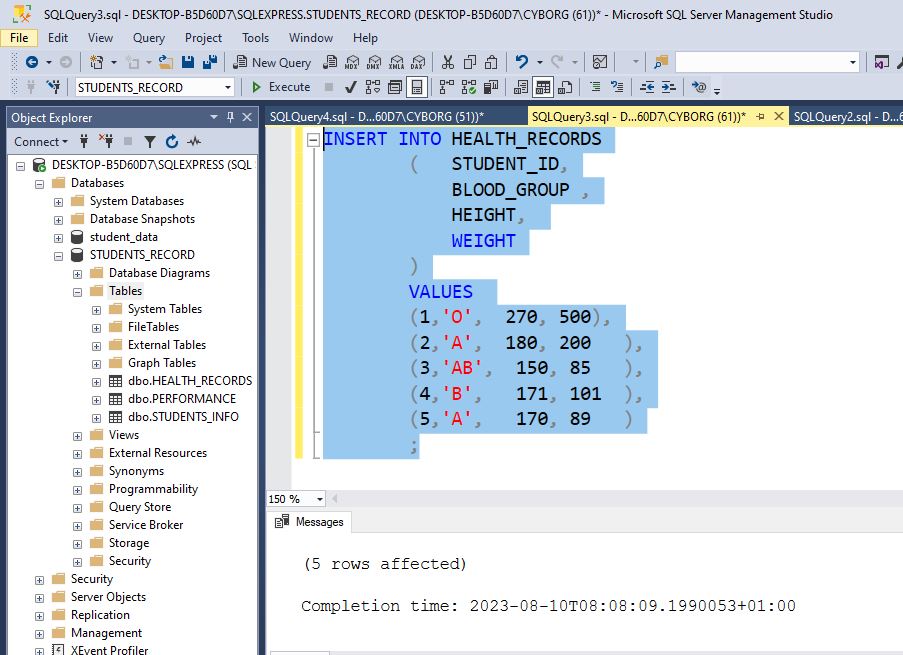 SQLQuery3.sql - DESKTOP-B5D60D7\SQLEXPRESS.STUDENTS_RECORD (DESKTOP-B5D60D7\CYBORG (61))* - Microsoft SQL Server Management Studio
File Edit View Query Project Tools Window Help
New Query MDX DMX XMLA DAX
STUDENTS_RECORD Execute
Object Explorer
Connect
DESKTOP-B5D60D7\SQLEXPRESS (SQL
Databases
System Databases
Database Snapshots
student_data
STUDENTS_RECORD
Database Diagrams
Tables
System Tables
FileTables
External Tables
Graph Tables
dbo.HEALTH_RECORDS
dbo.PERFORMANCE
dbo.STUDENTS_INFO
Views
External Resources
Synonyms
Programmability
Query Store
Service Broker
Storage
Security
Security
Server Objects
Replication
Management
XEvent Profiler
SQLQuery4.sql - D...60D7\CYBORG (61))* SQLQuery3.sql - D...60D7\CYBORG (61))* SQLQuery2.sql - D...6
INSERT INTO HEALTH_RECORDS
( STUDENT_ID,
BLOOD_GROUP ,
HEIGHT,
WEIGHT
)
VALUES
(1,'O', 270, 500),
(2,'A', 180, 200 ),
(3,'AB', 150, 85 ),
(4,'B', 171, 101 ),
(5,'A', 170, 89 )
;
150 %
Messages
(5 rows affected)
Completion time: 2023-08-10T08:08:09.1990053+01:00